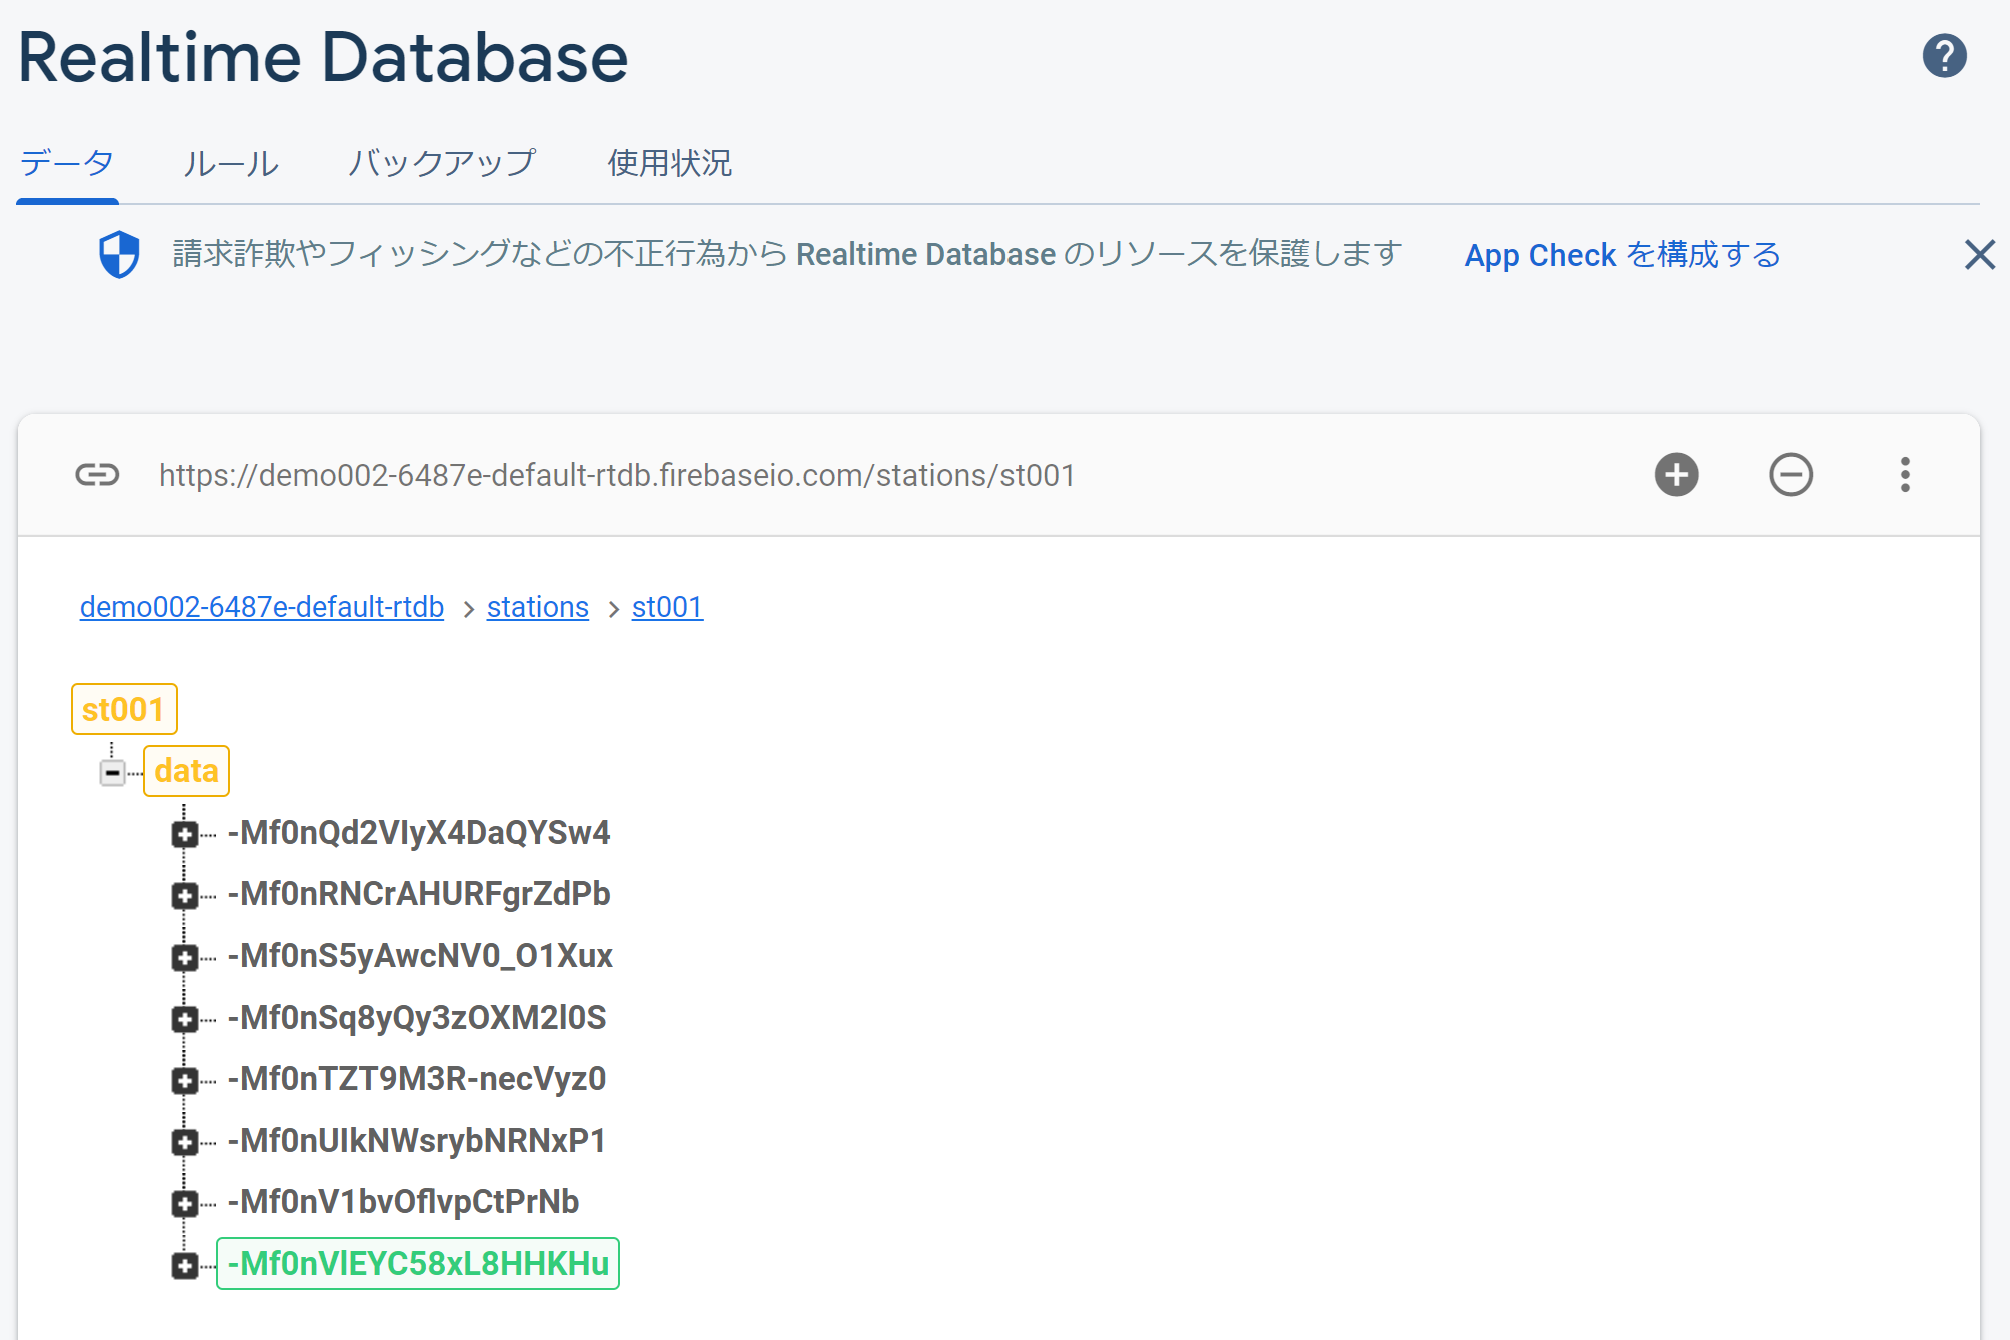 Realtime Database
データ ルール バックアップ 使用状況
請求詐欺やフィッシングなどの不正行為から Realtime Database のリソースを保護します App Check を構成する
https://demo002-6487e-default-rtdb.firebaseio.com/stations/st001
demo002-6487e-default-rtdb > stations > st001
st001
data
-Mf0nQd2VIyX4DaQYSw4
-Mf0nRNCrAHURFgrZdPb
-Mf0nS5yAwcNV0_O1Xux
-Mf0nSq8yQy3zOXM2l0S
-Mf0nTZT9M3R-necVyz0
-Mf0nUIkNWsrybNRNxP1
-Mf0nV1bvOflvpCtPrNb
-Mf0nVlEYC58xL8HHKHu